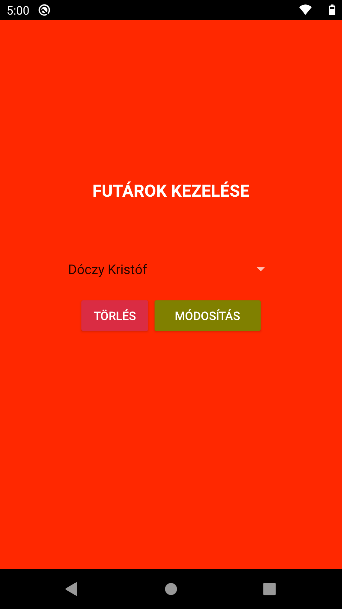 5:00
FUTÁROK KEZELÉSE
Dóczy Kristóf
TÖRLÉS
MÓDOSÍTÁS